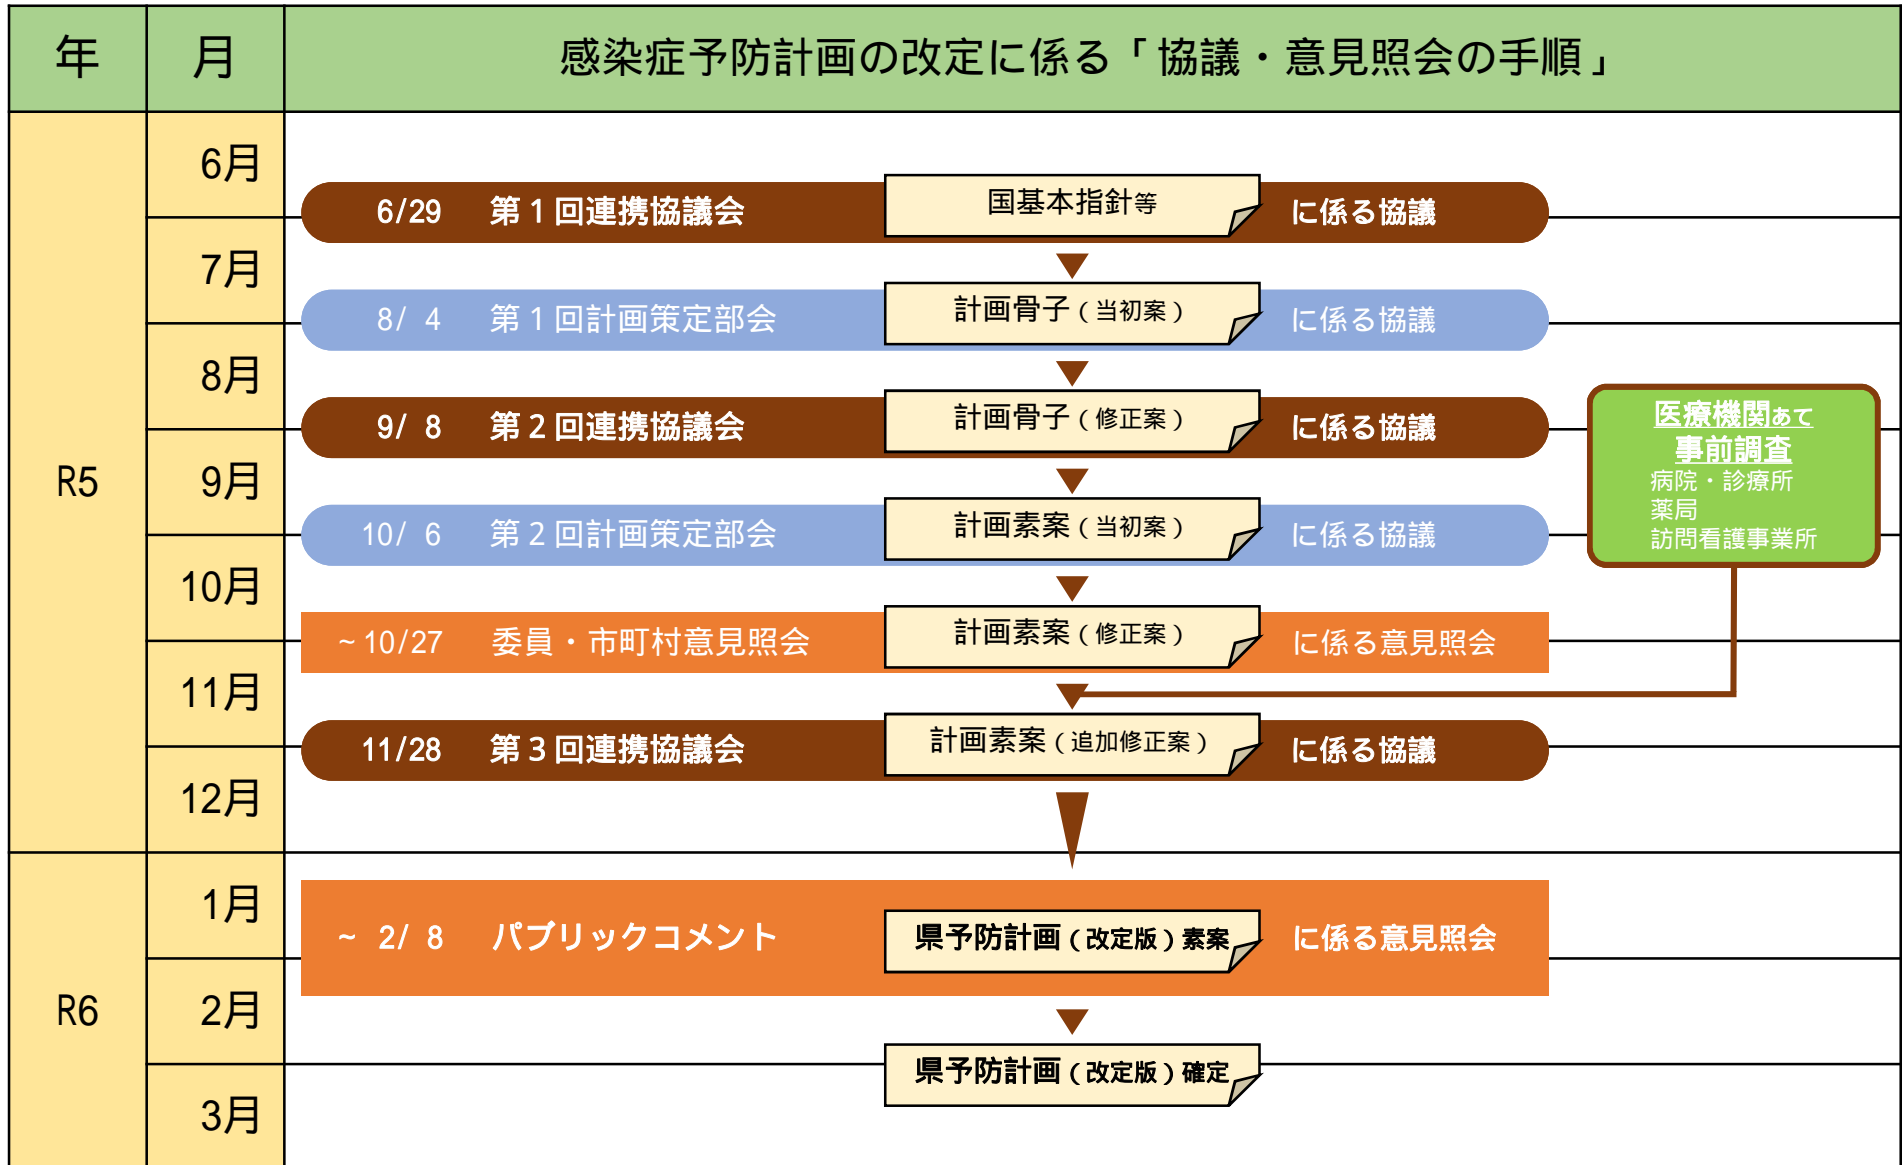 年 月 感染症予防計画の改定に係る「協議・意見照会の手順」
R5
6月
6/29 第1回連携協議会 国基本指針等 に係る協議
7月
8/ 4 第1回計画策定部会 計画骨子(当初案) に係る協議
8月
9/ 8 第2回連携協議会 計画骨子(修正案) に係る協議
医療機関あて
事前調査
病院・診療所
薬局
訪問看護事業所
9月
10/ 6 第2回計画策定部会 計画素案(当初案) に係る協議
10月
~10/27 委員・市町村意見照会 計画素案(修正案) に係る意見照会
11月
11/28 第3回連携協議会 計画素案(追加修正案) に係る協議
12月
R6
1月
~ 2/ 8 パブリックコメント 県予防計画(改定版)素案 に係る意見照会
2月
県予防計画(改定版)確定
3月